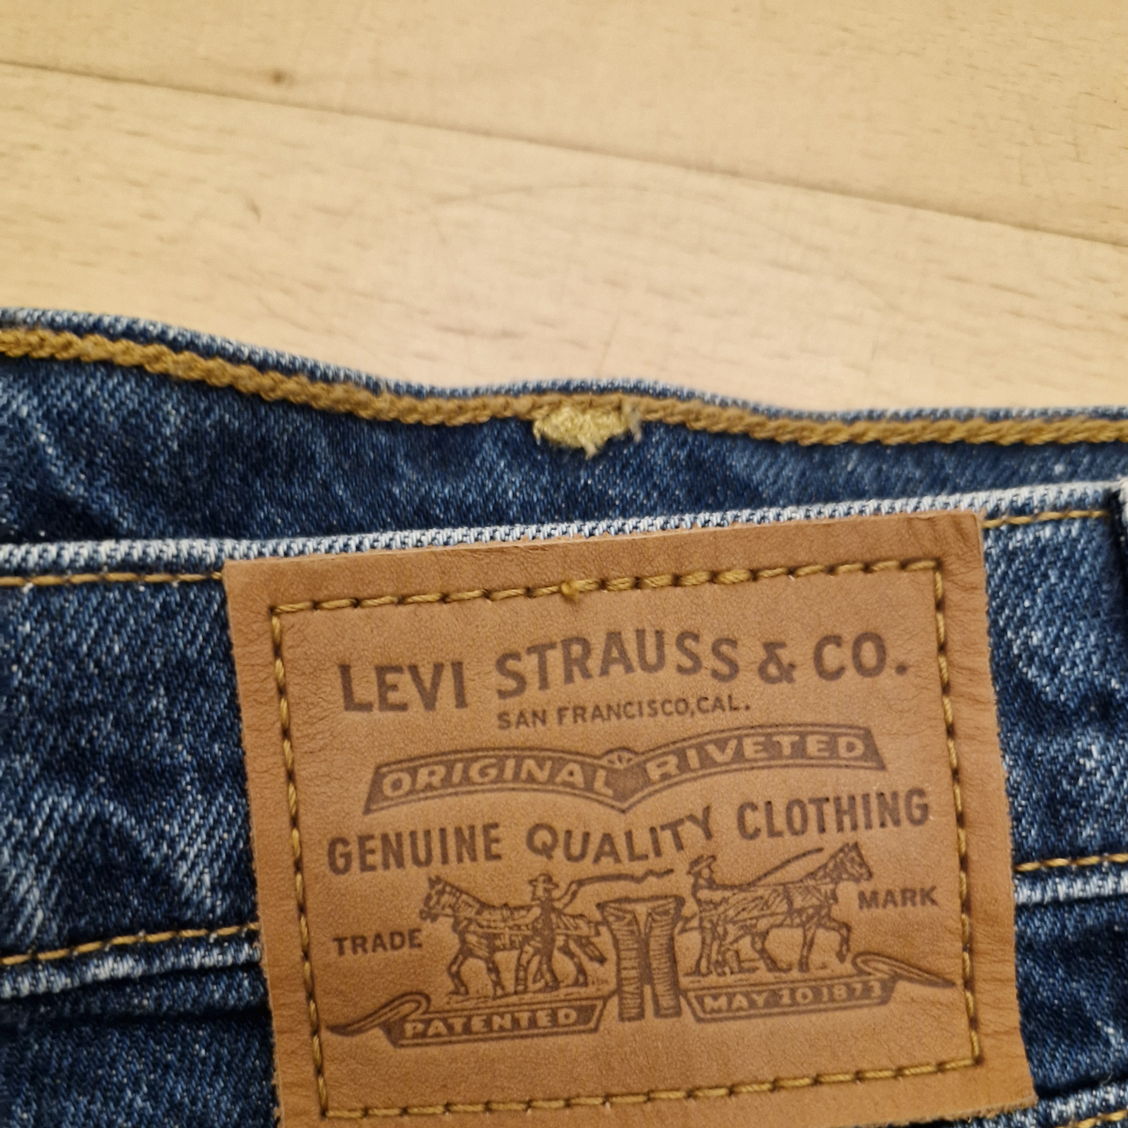 LEVI STRAUSS & CO.
SAN FRANCISCO, CAL.
ORIGINAL RIVETED
GENUINE QUALITY CLOTHING
TRADE MARK
PATENTED MAY 20 1873